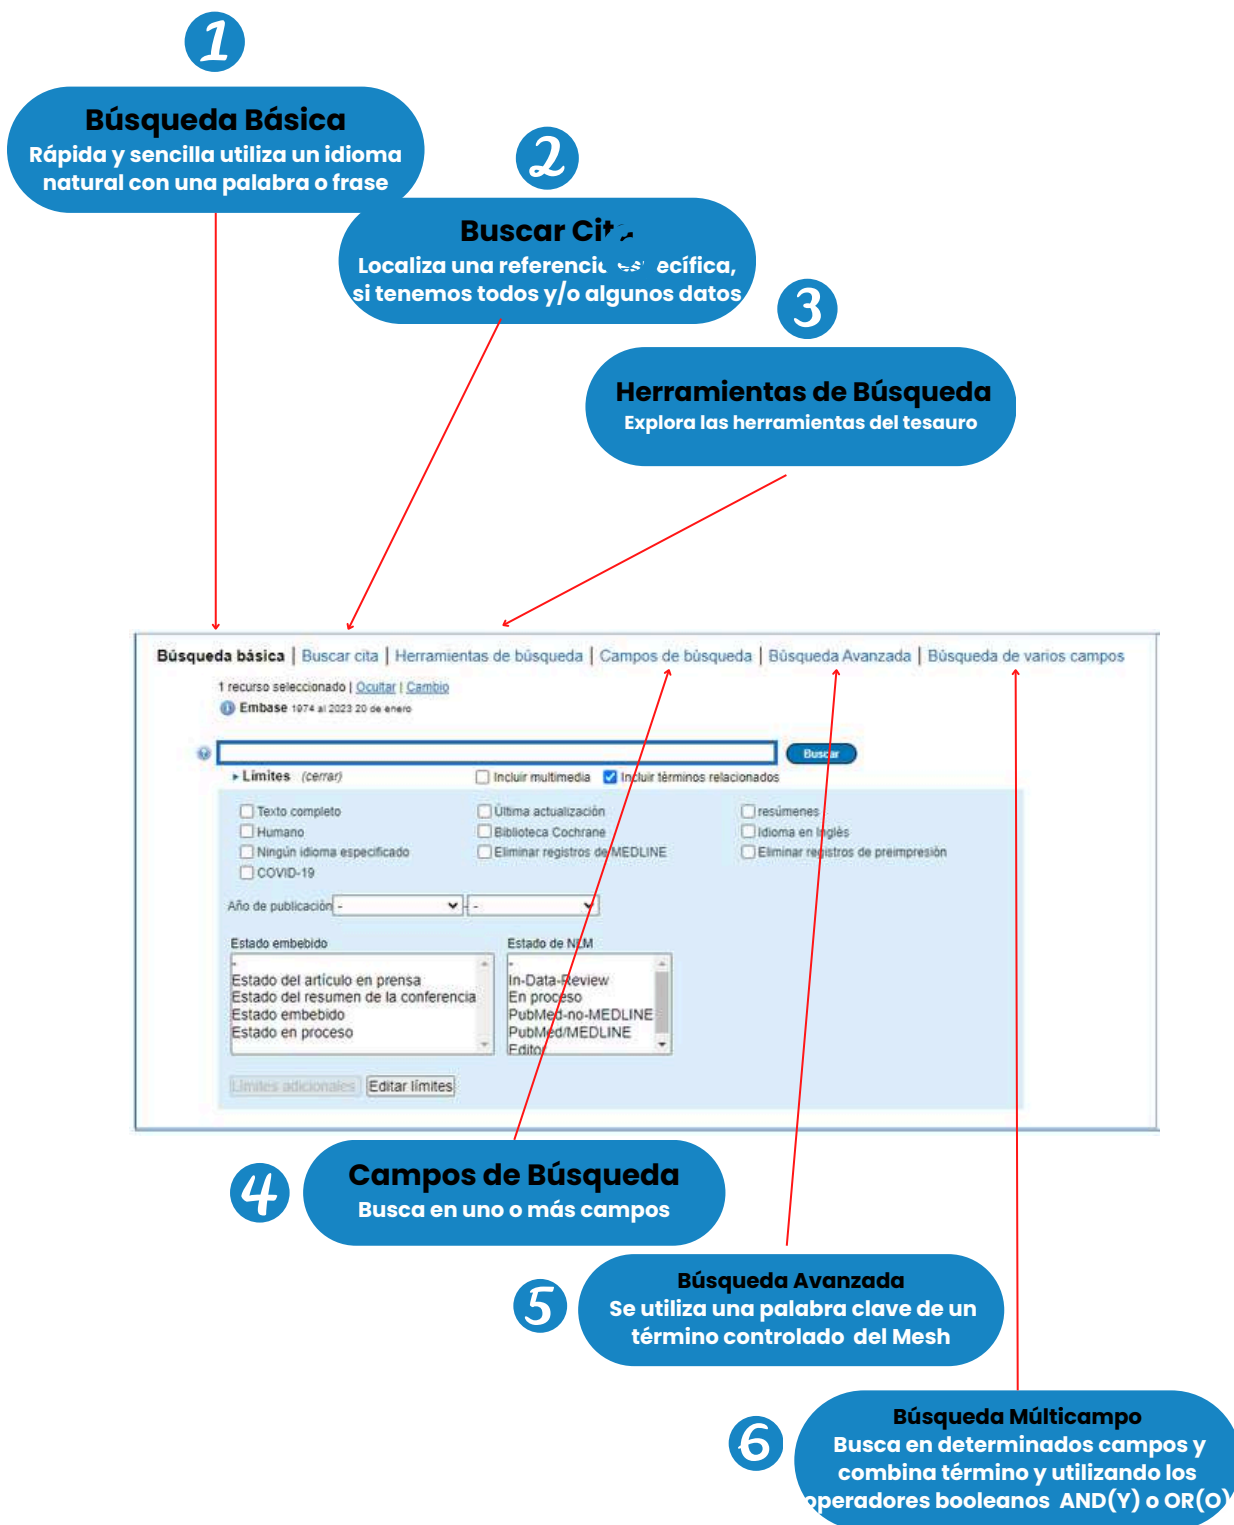 1
Búsqueda Básica
Rápida y sencilla utiliza un idioma
natural con una palabra o frase
2
Buscar
Localiza una
si tenemos todos y/o algunos datos
3
Herramientas de Búsqueda
Explora las herramientas del tesauro
Búsqueda básica | Buscar cita | Herramientas de búsqueda | Campos de búsqueda | Búsqueda Avanzada | Búsqueda de varios campos
1 recurso seleccionado | Ocultar | Cambio
Embase 1974 al 2023 20 de enero
Buscar
Límites (cerrar) Incluir multimedia Incluir términos relacionados
Texto completo Última actualización resúmenes
Humano Biblioteca Cochrane Idioma en Inglés
Ningún idioma especificado Eliminar registros de MEDLINE Eliminar registros de preimpresión
COVID-19
Año de publicación - - -
Estado embebido Estado de NLM
- -
Estado del artículo en prensa In-Data-Review
Estado del resumen de la conferencia En proceso
Estado embebido PubMed-no-MEDLINE
Estado en proceso PubMed/MEDLINE
Editor
Límites adicionales Editar límites
4
Campos de Búsqueda
Busca en uno o más campos
5
Búsqueda Avanzada
Se utiliza una palabra clave de un
término controlado del Mesh
6
Búsqueda Múlticampo
Busca en determinados campos y
combina término y utilizando los
operadores booleanos AND(Y) o OR(O)